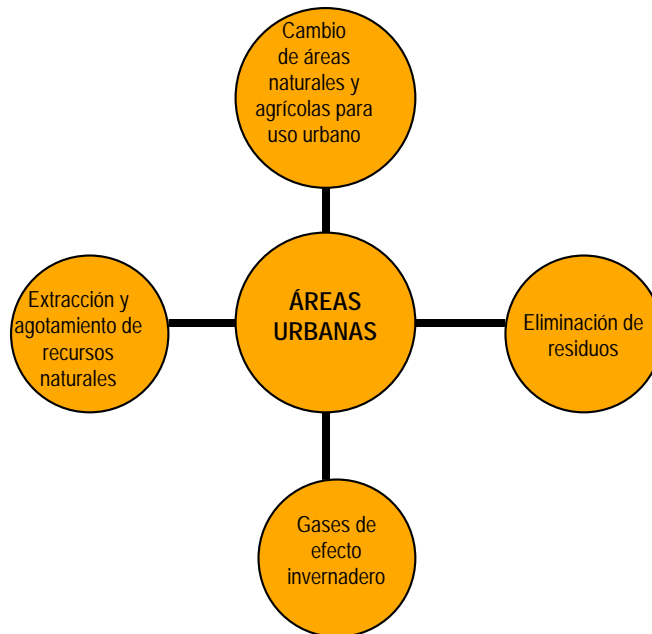 Cambio
de áreas
naturales y
agrícolas para
uso urbano
Extracción y
agotamiento de
recursos
naturales
ÁREAS
URBANAS
Eliminación de
residuos
Gases de
efecto
invernadero